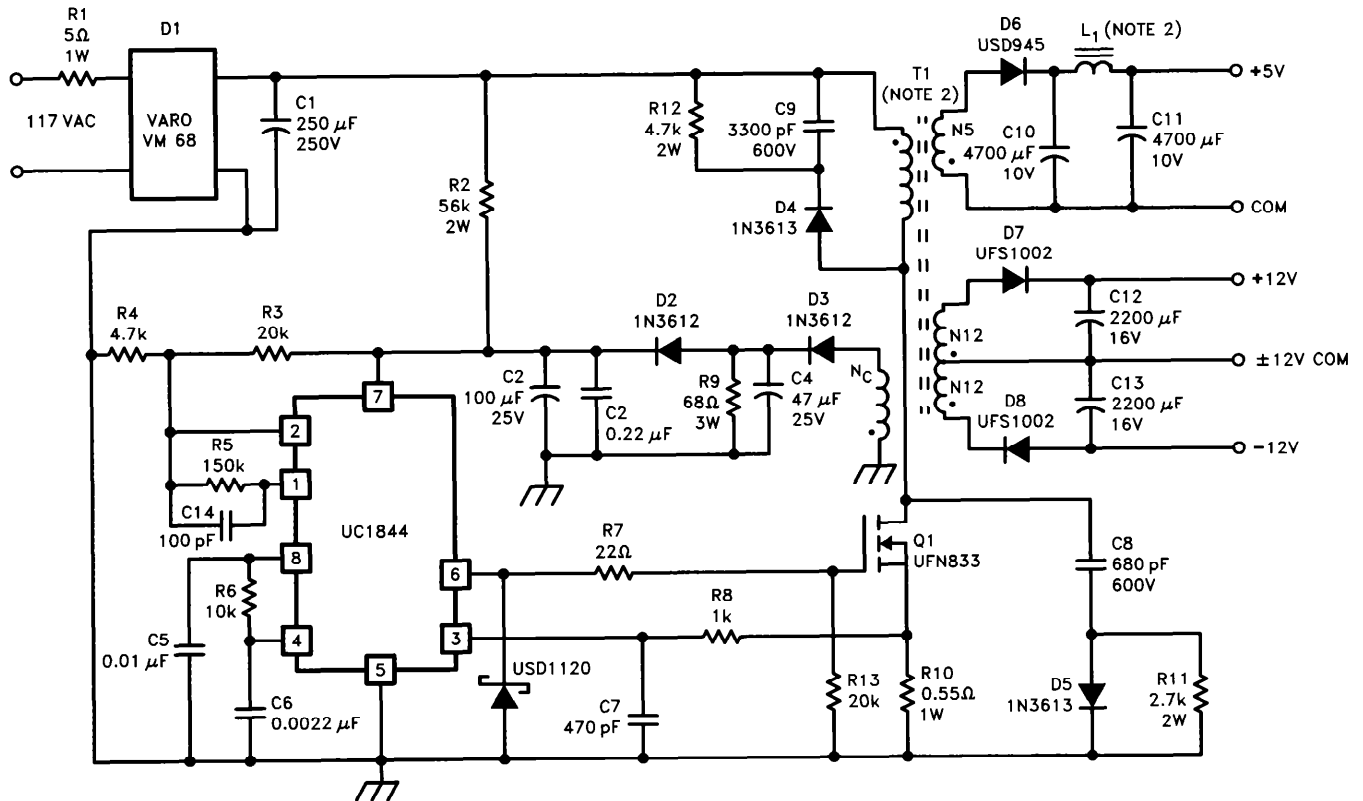 R1
5Ω
1W
D1
117 VAC
VARO
VM 68
C1
250 μF
250V
R2
56k
2W
R12
4.7k
2W
C9
3300 pF
600V
D4
1N3613
T1
(NOTE 2)
N5
D6
USD945
L1 (NOTE 2)
C10
4700 μF
10V
C11
4700 μF
10V
+5V
COM
D7
UFS1002
N12
N12
C12
2200 μF
16V
+12V
±12V COM
C13
2200 μF
16V
D8
UFS1002
-12V
R4
4.7k
R3
20k
D2
1N3612
D3
1N3612
C2
100 μF
25V
C2
0.22 μF
R9
68Ω
3W
C4
47 μF
25V
NC
7
2
R5
150k
1
C14
100 pF
UC1844
8
R6
10k
6
R7
22Ω
Q1
UFN833
C8
680 pF
600V
C5
0.01 μF
4
5
3
R8
1k
C6
0.0022 μF
USD1120
C7
470 pF
R13
20k
R10
0.55Ω
1W
D5
1N3613
R11
2.7k
2W